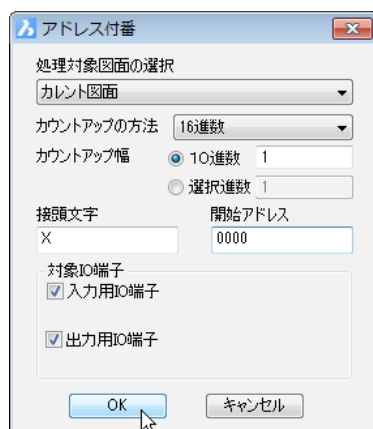 アドレス付番
処理対象図面の選択
カレント図面
カウントアップの方法 16進数
カウントアップ幅 10進数 1
選択進数 1
接頭文字 開始アドレス
X 0000
対象IO端子
入力用IO端子
出力用IO端子
OK キャンセル